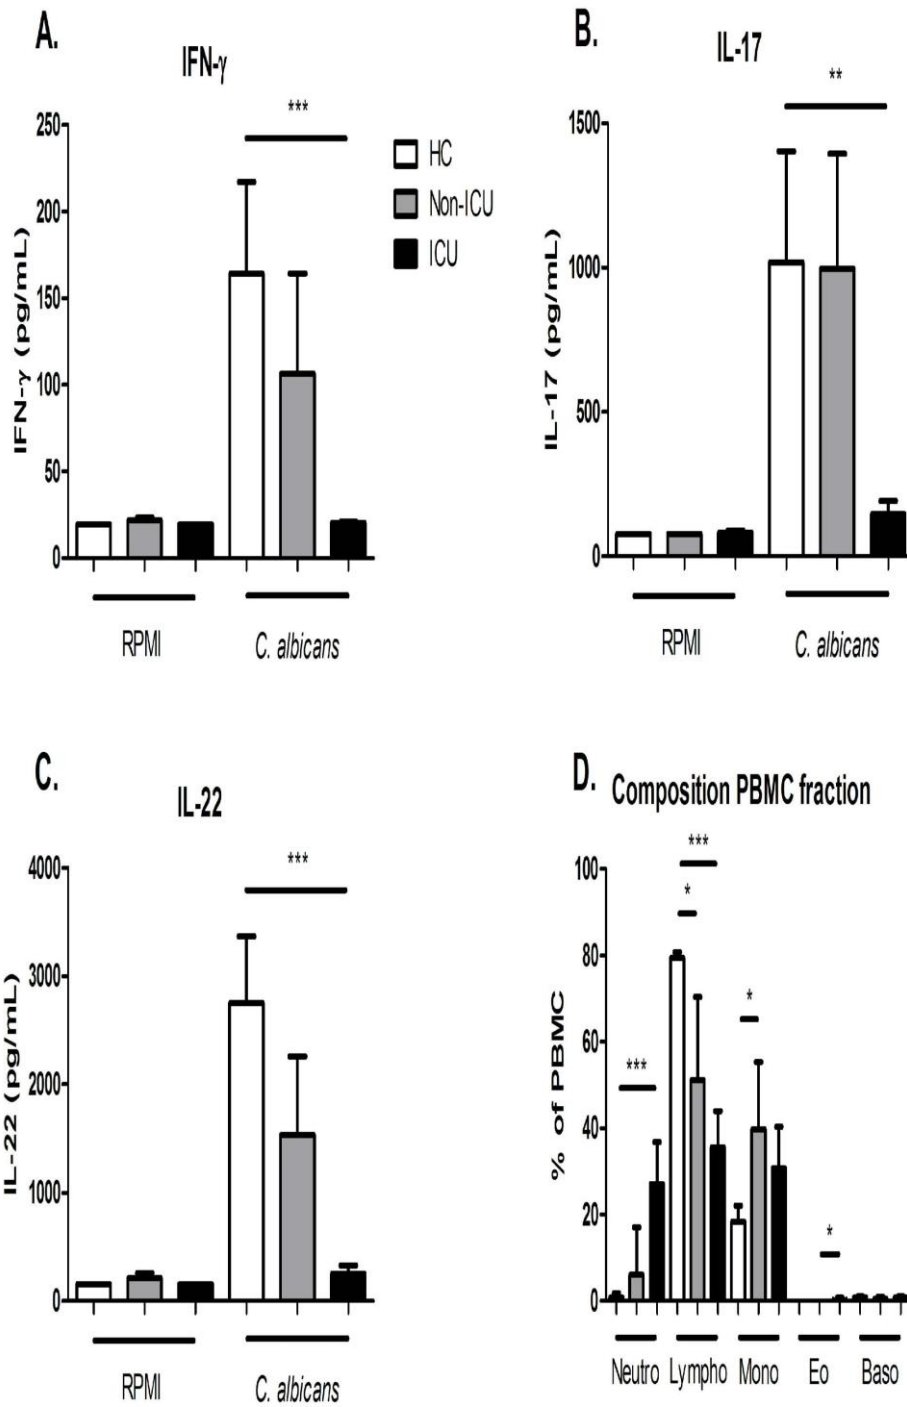 A.
IFN-γ
***
IFN-γ (pg/mL)
250
200
150
100
50
0
RPMI
C. albicans
HC
Non-ICU
ICU
B.
IL-17
**
IL-17 (pg/mL)
1500
1000
500
0
RPMI
C. albicans
C.
IL-22
***
IL-22 (pg/mL)
4000
3000
2000
1000
0
RPMI
C. albicans
D.
Composition PBMC fraction
***
*
*
***
*
% of PBMC
100
80
60
40
20
0
Neutro Lympho Mono Eo Baso